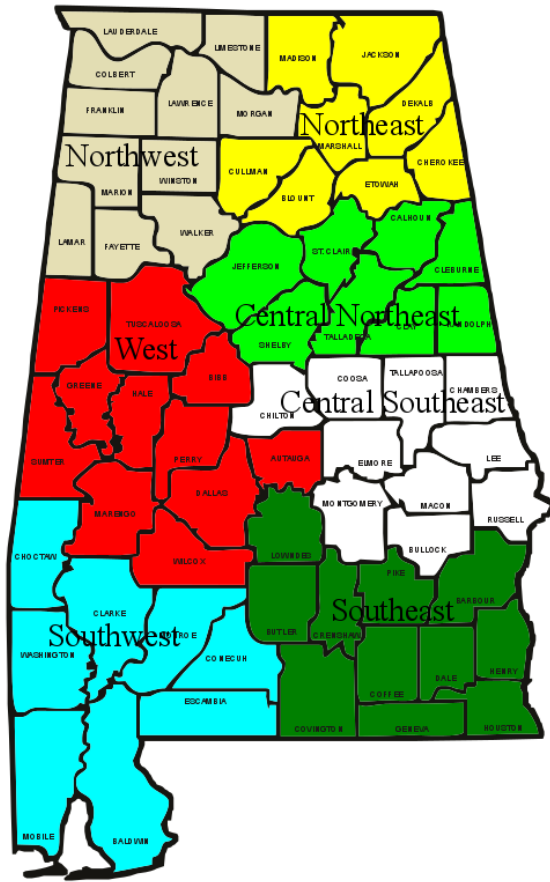 LAUDERDALE
LIMESTONE
MADISON
JACKSON
COLBERT
FRANKLIN
LAWRENCE
MORGAN
DEKALB
Northeast
MARSHALL
Northwest
CHEROKEE
MARION
WINSTON
CULLMAN
ETOWAH
BLOUNT
LAMAR
FAYETTE
WALKER
CALHOUN
ST.CLAIR
JEFFERSON
CLEBURNE
PICKENS
TUSCALOOSA
Central Northeast
SHELBY
TALLADEGA
CLAY
RANDOLPH
West
GREENE
HALE
BIBB
COOSA
TALLAPOOSA
CHAMBERS
CHILTON
Central Southeast
SUMTER
PERRY
AUTAUGA
ELMORE
LEE
DALLAS
MARENGO
MONTGOMERY
MACON
RUSSELL
CHOCTAW
WILCOX
LOWNDES
BULLOCK
PIKE
CLARKE
BARBOUR
Southeast
Southwest
MONROE
BUTLER
CRENSHAW
WASHINGTON
CONECUH
HENRY
DALE
COFFEE
ESCAMBIA
COVINGTON
GENEVA
HOUSTON
MOBILE
BALDWIN